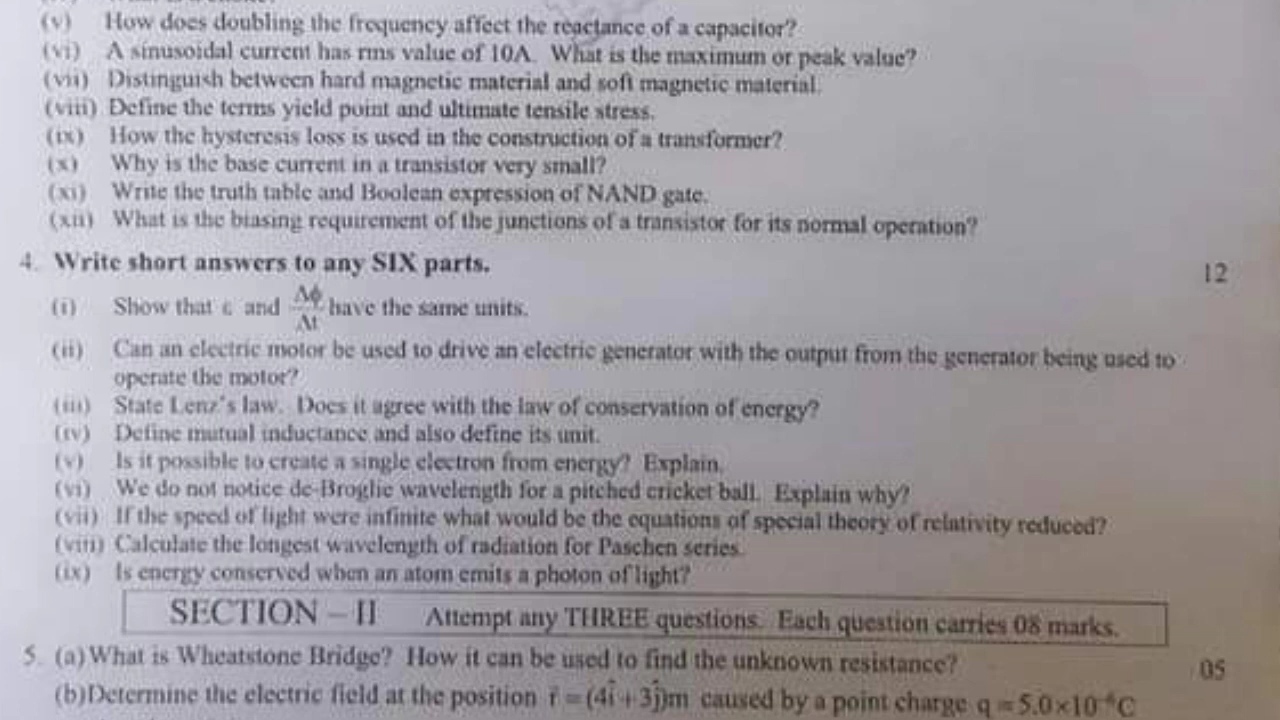 (v) How does doubling the frequency affect the reactance of a capacitor?
(vi) A sinusoidal current has rms value of 10A. What is the maximum or peak value?
(vii) Distinguish between hard magnetic material and soft magnetic material.
(viii) Define the terms yield point and ultimate tensile stress.
(ix) How the hysteresis loss is used in the construction of a transformer?
(x) Why is the base current in a transistor very small?
(xi) Write the truth table and Boolean expression of NAND gate.
(xii) What is the biasing requirement of the junctions of a transistor for its normal operation?
4. Write short answers to any SIX parts. 12
(i) Show that ε and Δϕ/Δt have the same units.
(ii) Can an electric motor be used to drive an electric generator with the output from the generator being used to
operate the motor?
(iii) State Lenz's law. Does it agree with the law of conservation of energy?
(iv) Define mutual inductance and also define its unit.
(v) Is it possible to create a single electron from energy? Explain.
(vi) We do not notice de-Broglie wavelength for a pitched cricket ball. Explain why?
(vii) If the speed of light were infinite what would be the equations of special theory of relativity reduced?
(viii) Calculate the longest wavelength of radiation for Paschen series.
(ix) Is energy conserved when an atom emits a photon of light?
SECTION – II Attempt any THREE questions. Each question carries 08 marks.
5. (a) What is Wheatstone Bridge? How it can be used to find the unknown resistance? 05
(b) Determine the electric field at the position r⃗ = (4î + 3ĵ)m caused by a point charge q = 5.0×10⁻⁶C